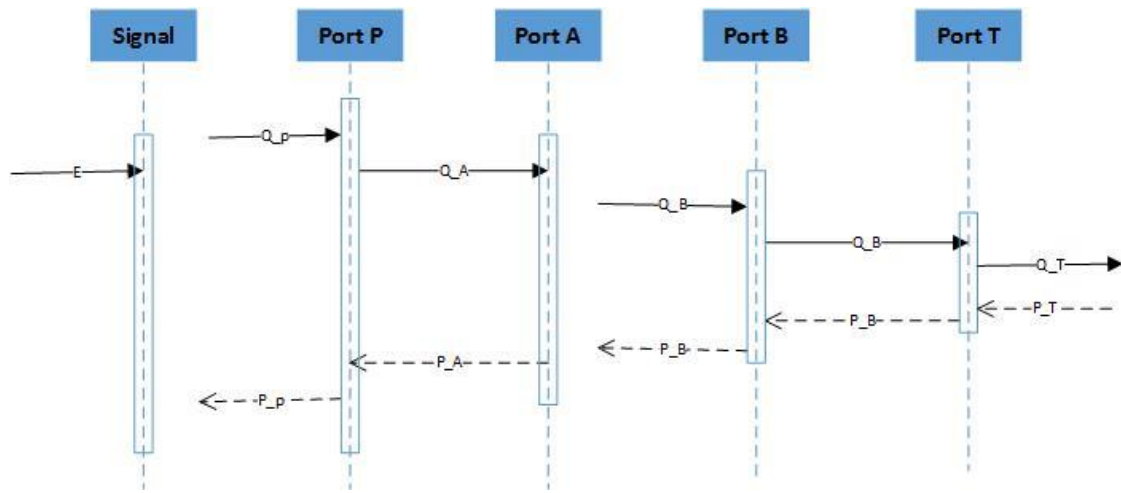 Signal
Port P
Port A
Port B
Port T
Q_p
E
Q_A
Q_B
Q_B
Q_T
P_T
P_B
P_B
P_A
P_p